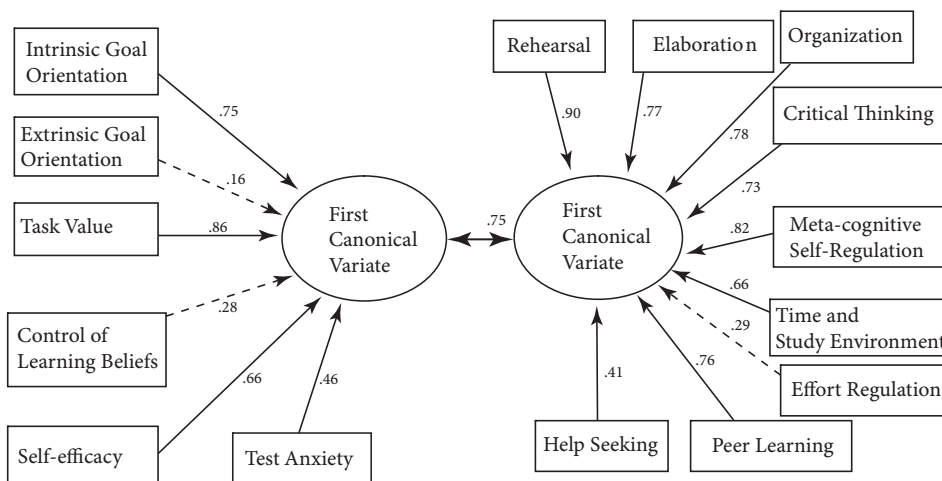 Intrinsic Goal
Orientation
.75
Extrinsic Goal
Orientation
.16
Task Value
.86
Control of
Learning Beliefs
.28
Self-efficacy
.66
Test Anxiety
.46
First
Canonical
Variate
.75
First
Canonical
Variate
Rehearsal
.90
Elaboration
.77
Organization
.78
Critical Thinking
.73
Meta-cognitive
Self-Regulation
.82
Time and
Study Environment
.66
Effort Regulation
.29
Peer Learning
.76
Help Seeking
.41